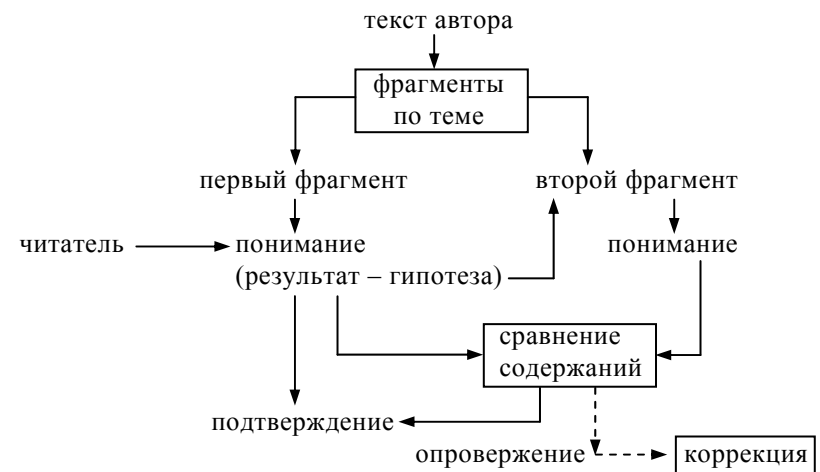 текст автора
фрагменты
по теме
первый фрагмент
второй фрагмент
читатель
понимание
понимание
(результат – гипотеза)
сравнение
содержаний
подтверждение
опровержение
коррекция